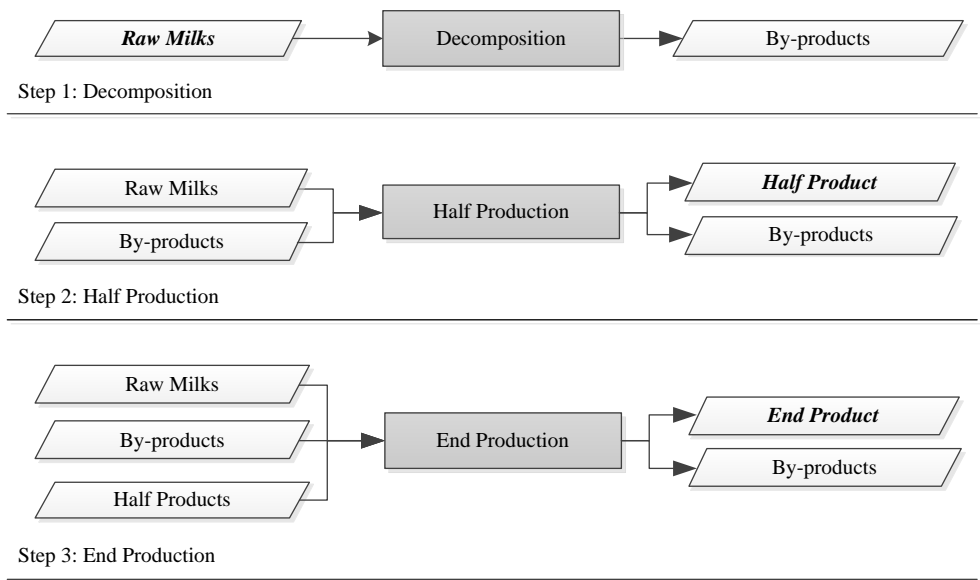 Raw Milks
Decomposition
By-products
Step 1: Decomposition
Raw Milks
By-products
Half Production
Half Product
By-products
Step 2: Half Production
Raw Milks
By-products
Half Products
End Production
End Product
By-products
Step 3: End Production